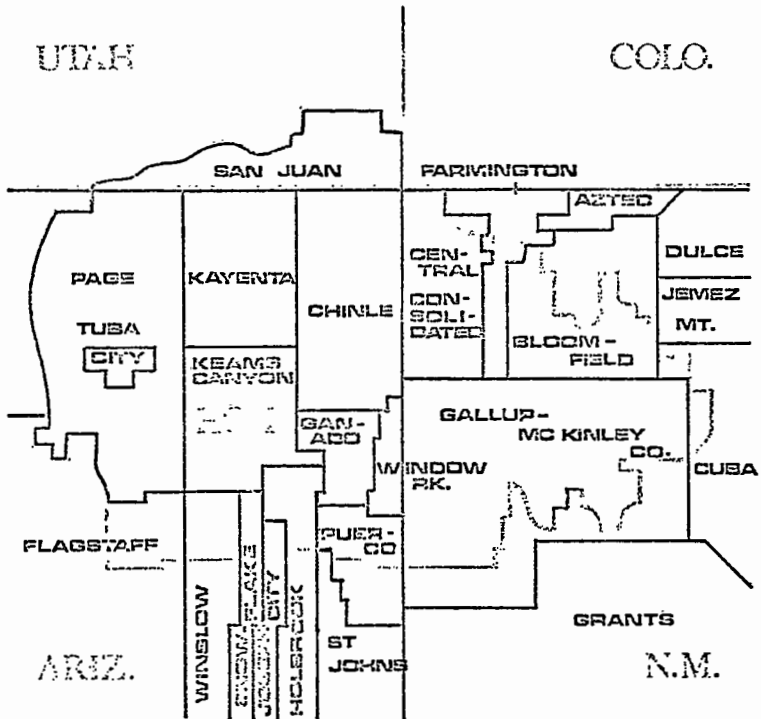 UTAH
COLO.
SAN JUAN
FARMINGTON
AZTEC
PAGE
KAYENTA
CEN-
TRAL
CON-
SOLI-
DATED
DULCE
JEMEZ
MT.
CHINLE
TUBA
CITY
BLOOM-
FIELD
KEAMS
CANYON
GAN-
ADO
GALLUP-
MC KINLEY
CO.
WINDOW
RK.
CUBA
FLAGSTAFF
PUER-
CO
WINSLOW
SNOW-FLAKE
JOSEPH CITY
HOLBROOK
ST
JOHNS
GRANTS
ARIZ.
N.M.